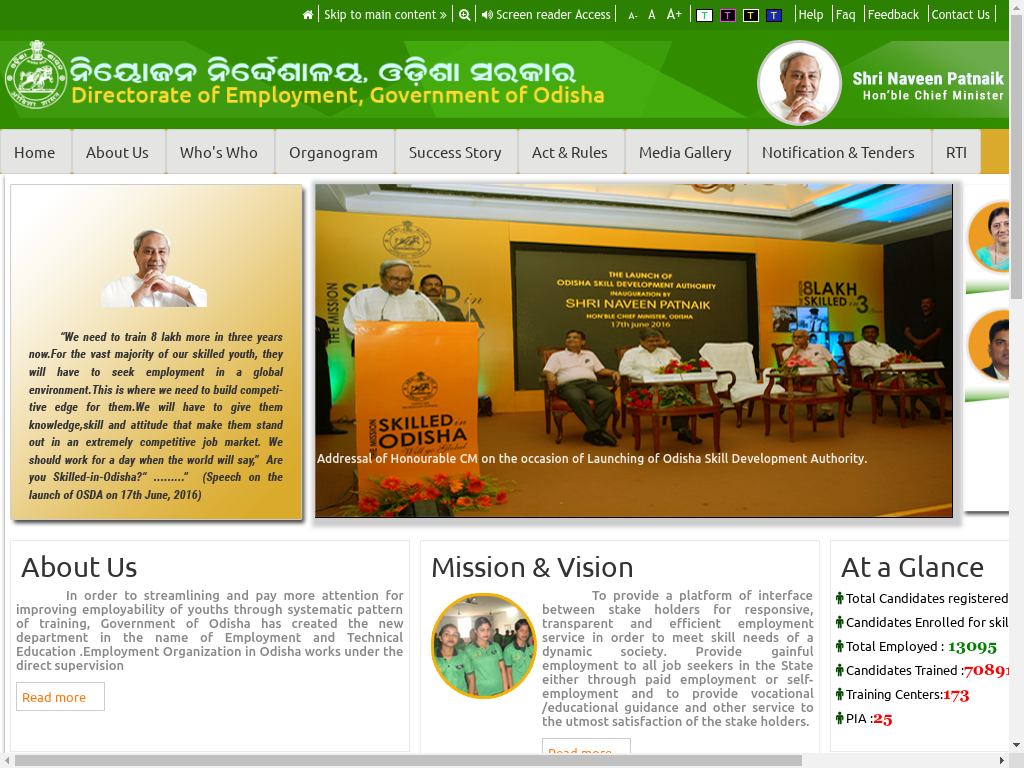 Skip to main content »
Screen reader Access
A- A A+
T T T T
Help Faq Feedback Contact Us
ନିଯୋଜନ ନିର୍ଦ୍ଦେଶାଳୟ, ଓଡ଼ିଶା ସରକାର
Directorate of Employment, Government of Odisha
Shri Naveen Patnaik
Hon'ble Chief Minister
Home About Us Who's Who Organogram Success Story Act & Rules Media Gallery Notification & Tenders RTI
“We need to train 8 lakh more in three years
now.For the vast majority of our skilled youth, they
will have to seek employment in a global
environment.This is where we need to build competi-
tive edge for them.We will have to give them
knowledge,skill and attitude that make them stand
out in an extremely competitive job market. We
should work for a day when the world will say,” Are
you Skilled-in-Odisha?“ .........” (Speech on the
launch of OSDA on 17th June, 2016)
THE LAUNCH OF
ODISHA SKILL DEVELOPMENT AUTHORITY
INAUGURATION BY
SHRI NAVEEN PATNAIK
HON'BLE CHIEF MINISTER, ODISHA
17th june 2016
8LAKH
SKILLED in
3
THE MISSION
SKILLED in
ODISHA
Will go Global
Addressal of Honourable CM on the occasion of Launching of Odisha Skill Development Authority.
About Us
In order to streamlining and pay more attention for
improving employability of youths through systematic pattern
of training, Government of Odisha has created the new
department in the name of Employment and Technical
Education .Employment Organization in Odisha works under the
direct supervision
Read more
Mission & Vision
To provide a platform of interface
between stake holders for responsive,
transparent and efficient employment
service in order to meet skill needs of a
dynamic society. Provide gainful
employment to all job seekers in the State
either through paid employment or self-
employment and to provide vocational
/educational guidance and other service to
the utmost satisfaction of the stake holders.
Read more
At a Glance
Total Candidates registered
Candidates Enrolled for skil
Total Employed : 13095
Candidates Trained :70891
Training Centers:173
PIA :25